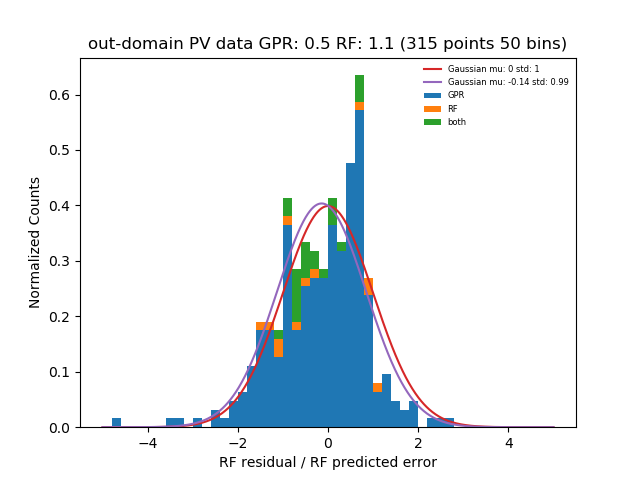 out-domain PV data GPR: 0.5 RF: 1.1 (315 points 50 bins)
Gaussian mu: 0 std: 1
Gaussian mu: -0.14 std: 0.99
GPR
RF
both
Normalized Counts
0.6
0.5
0.4
0.3
0.2
0.1
0.0
−4 −2 0 2 4
RF residual / RF predicted error